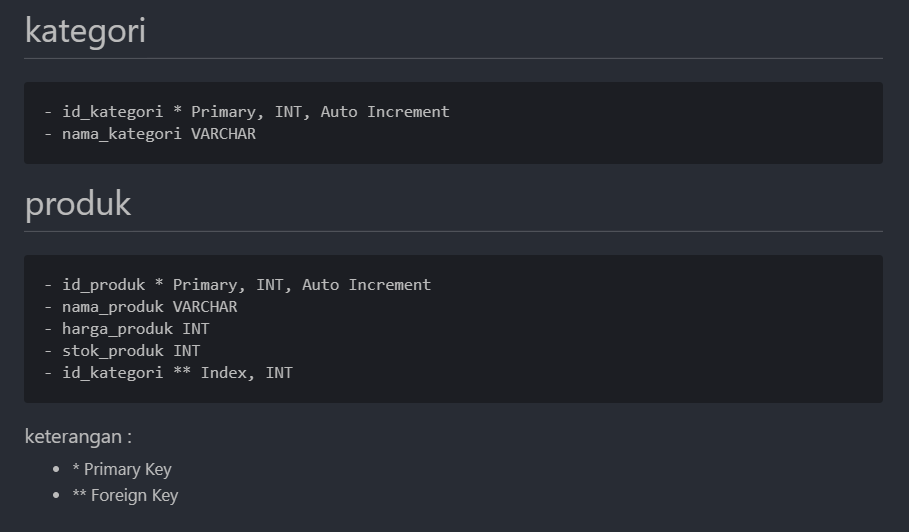 kategori
- id_kategori * Primary, INT, Auto Increment
- nama_kategori VARCHAR
produk
- id_produk * Primary, INT, Auto Increment
- nama_produk VARCHAR
- harga_produk INT
- stok_produk INT
- id_kategori ** Index, INT
keterangan :
• * Primary Key
• ** Foreign Key